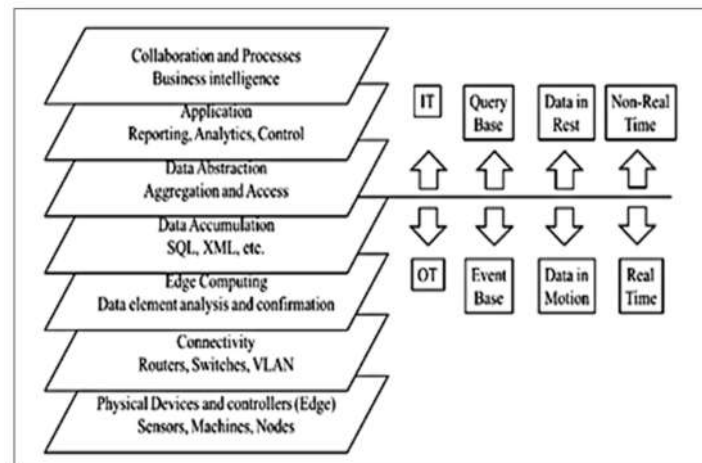 Collaboration and Processes
Business intelligence
Application
Reporting, Analytics, Control
Data Abstraction
Aggregation and Access
Data Accumulation
SQL, XML, etc.
Edge Computing
Data element analysis and confirmation
Connectivity
Routers, Switches, VLAN
Physical Devices and controllers (Edge)
Sensors, Machines, Nodes
IT
Query
Base
Data in
Rest
Non-Real
Time
OT
Event
Base
Data in
Motion
Real
Time